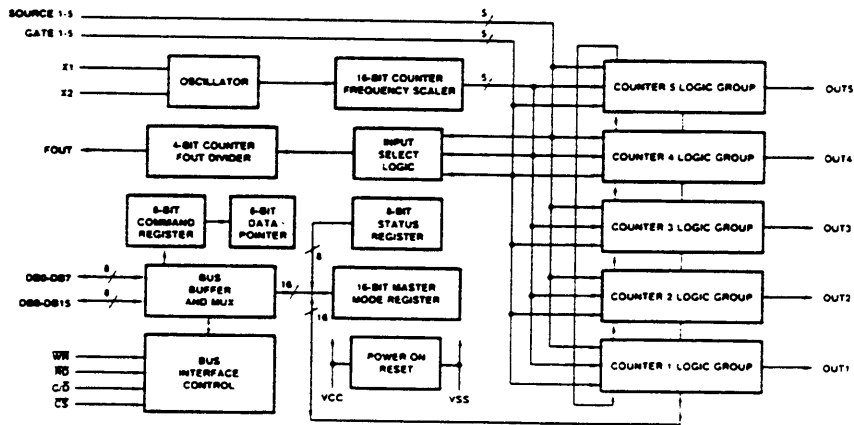 SOURCE 1-5
5
GATE 1-5
5
X1
X2
OSCILLATOR
16-BIT COUNTER
FREQUENCY SCALER
5
COUNTER 5 LOGIC GROUP
OUT5
FOUT
4-BIT COUNTER
FOUT DIVIDER
INPUT
SELECT
LOGIC
COUNTER 4 LOGIC GROUP
OUT4
8-BIT
COMMAND
REGISTER
6-BIT
DATA
POINTER
8-BIT
STATUS
REGISTER
COUNTER 3 LOGIC GROUP
OUT3
8
DB0-DB7
8
DB8-DB15
8
BUS
BUFFER
AND MUX
16
16-BIT MASTER
MODE REGISTER
16
COUNTER 2 LOGIC GROUP
OUT2
WR
RD
C/D
CS
BUS
INTERFACE
CONTROL
POWER ON
RESET
VCC
VSS
COUNTER 1 LOGIC GROUP
OUT1